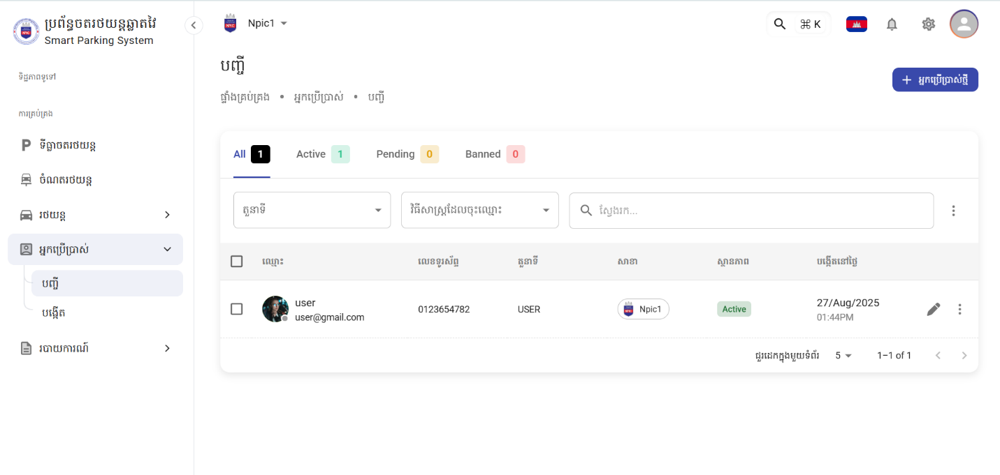 ប្រព័ន្ធចតរថយន្តឆ្លាតវៃ
Smart Parking System
Npic1
⌘ K
ទិដ្ឋភាពទូទៅ
ការគ្រប់គ្រង
ទីធ្លាចតរថយន្ត
ចំណតរថយន្ត
រថយន្ត
អ្នកប្រើប្រាស់
បញ្ជី
បង្កើត
របាយការណ៍
បញ្ជី
ផ្ទាំងគ្រប់គ្រង • អ្នកប្រើប្រាស់ • បញ្ជី
+ អ្នកប្រើប្រាស់ថ្មី
All 1 Active 1 Pending 0 Banned 0
តួនាទី
វិធីសាស្ត្រដែលចុះឈ្មោះ
ស្វែងរក...
ឈ្មោះ លេខទូរស័ព្ទ តួនាទី សាខា ស្ថានភាព បង្កើតនៅថ្ងៃ
user
user@gmail.com
0123654782
USER
Npic1
Active
27/Aug/2025
01:44PM
ជួរដេកក្នុងមួយទំព័រ 5 1–1 of 1